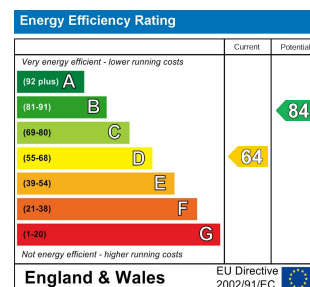 Energy Efficiency Rating
Current Potential
Very energy efficient - lower running costs
(92 plus) A
(81-91) B
84
(69-80) C
(55-68) D
64
(39-54) E
(21-38) F
(1-20) G
Not energy efficient - higher running costs
England & Wales
EU Directive
2002/91/EC